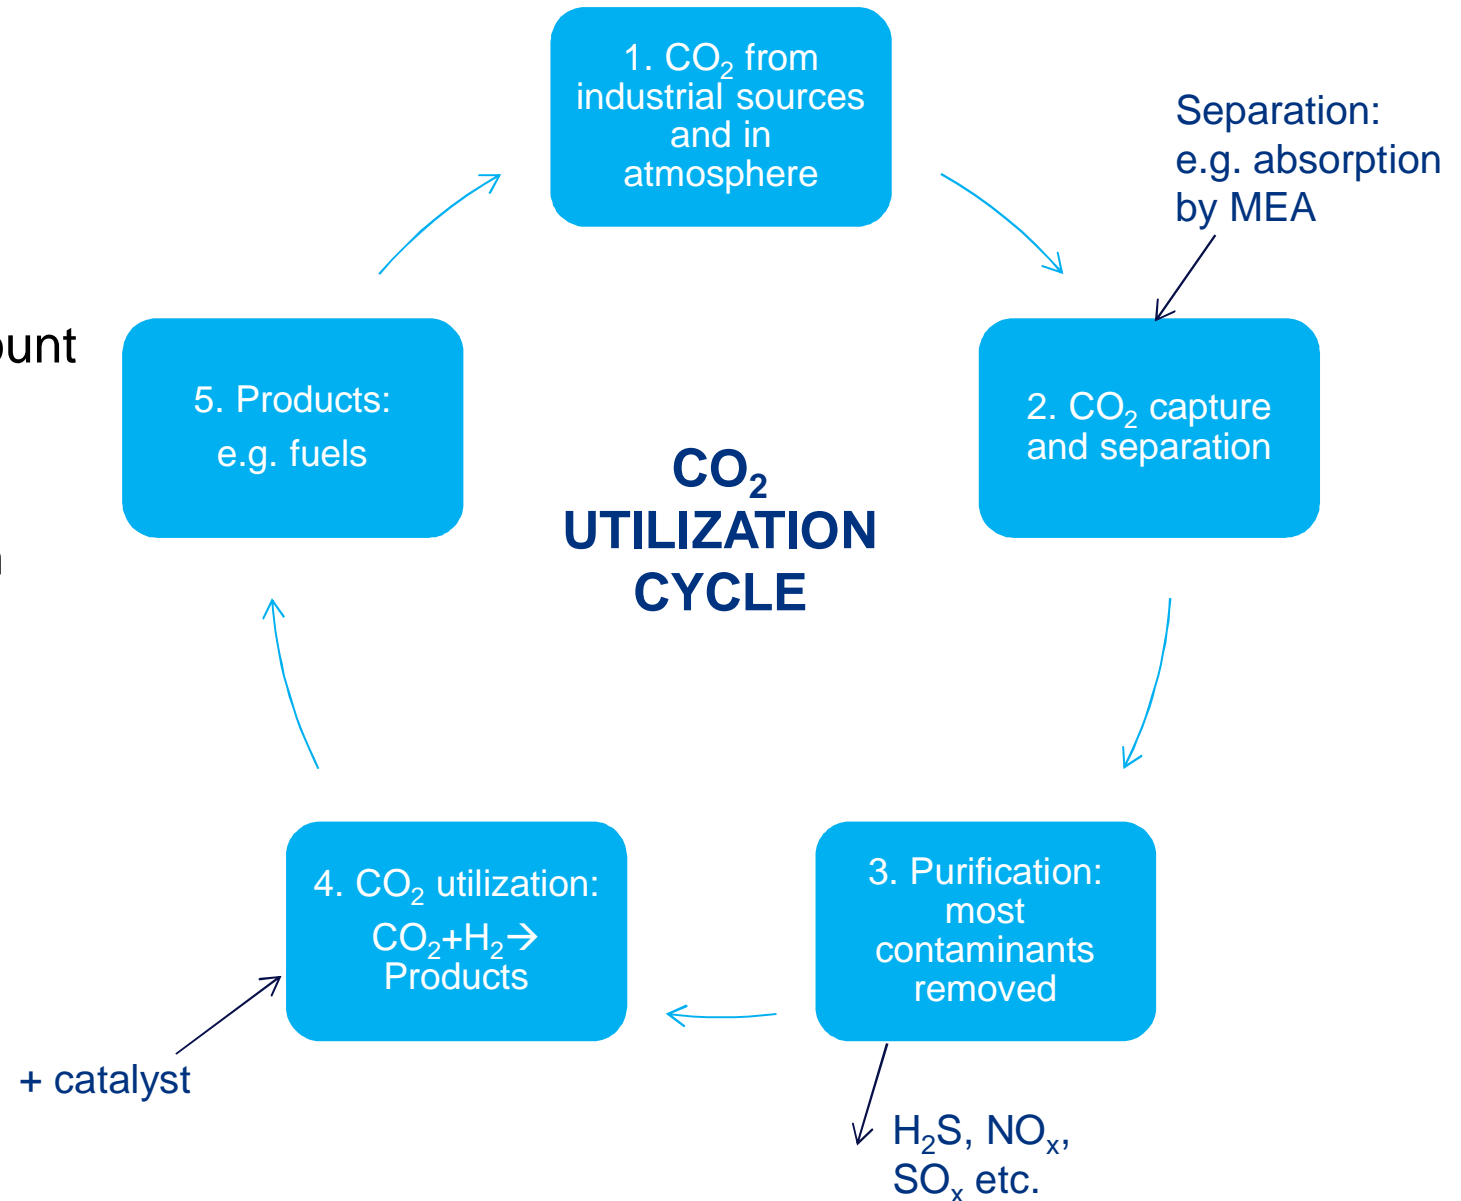 1. CO₂ from
industrial sources
and in
atmosphere
Separation:
e.g. absorption
by MEA
2. CO₂ capture
and separation
3. Purification:
most
contaminants
removed
H₂S, NOₓ,
SOₓ etc.
4. CO₂ utilization:
CO₂+H₂→
Products
+ catalyst
5. Products:
e.g. fuels
CO₂
UTILIZATION
CYCLE